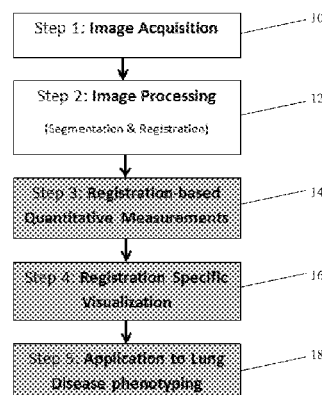 Step 1: Image Acquisition
10
Step 2: Image Processing
(Segmentation & Registration)
12
Step 3: Registration-based
Quantitative Measurements
14
Step 4: Registration Specific
Visualization
16
Step 5: Application to Lung
Disease phenotyping
18